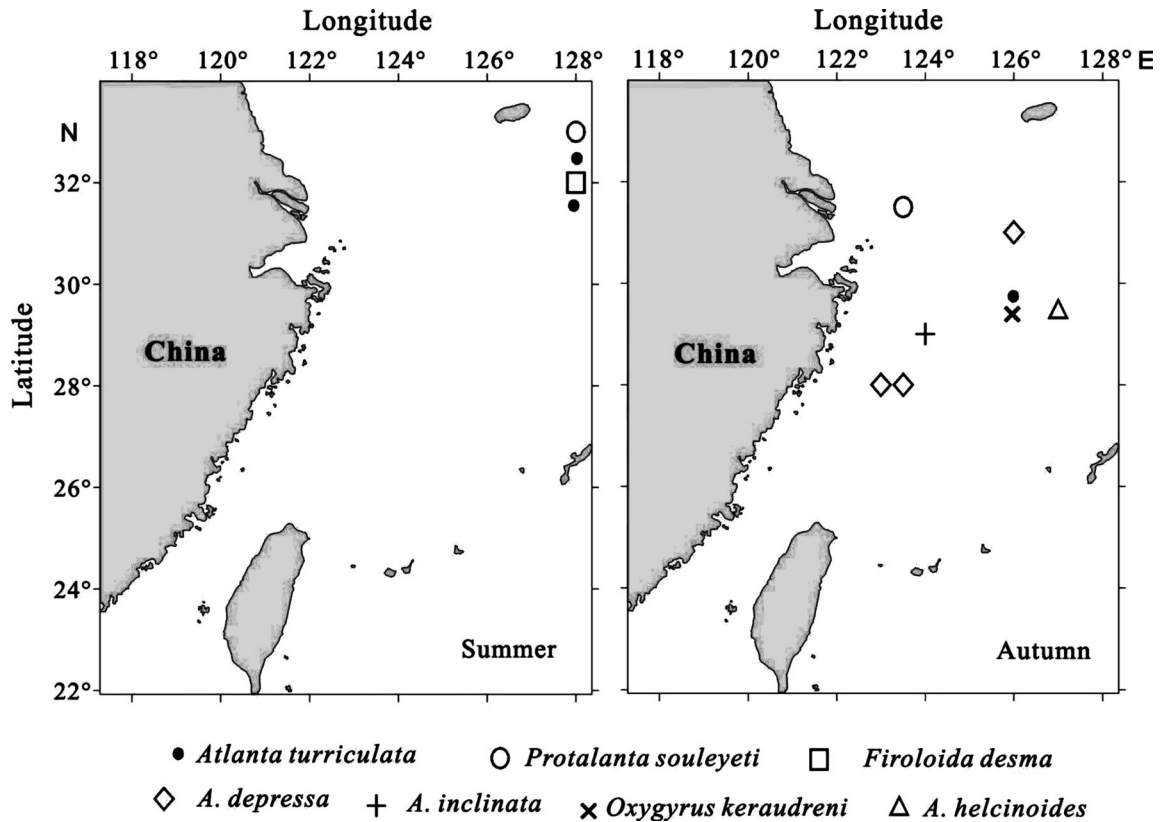 Longitude Longitude
118° 120° 122° 124° 126° 128° 118° 120° 122° 124° 126° 128° E
N
32°
30°
28°
26°
24°
22°
Latitude
China China
Summer Autumn
Atlanta turriculata Protalanta souleyeti Firoloida desma
A. depressa A. inclinata Oxygyrus keraudreni A. helcinoides